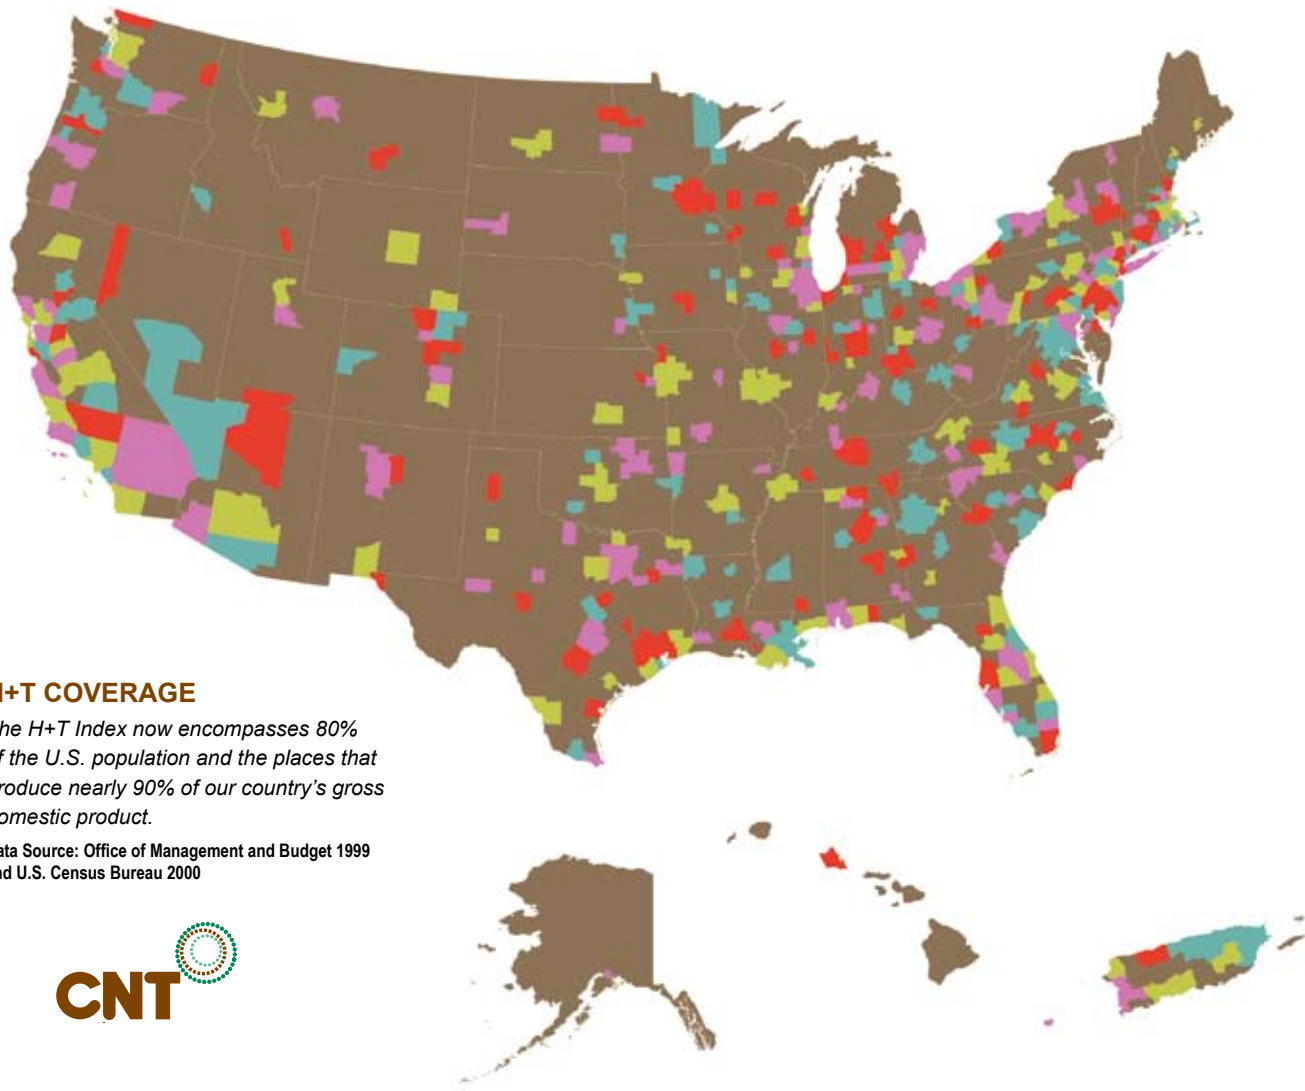 H+T COVERAGE
he H+T Index now encompasses 80%
f the U.S. population and the places that
roduce nearly 90% of our country's gross
omestic product.
ata Source: Office of Management and Budget 1999
nd U.S. Census Bureau 2000
CNT